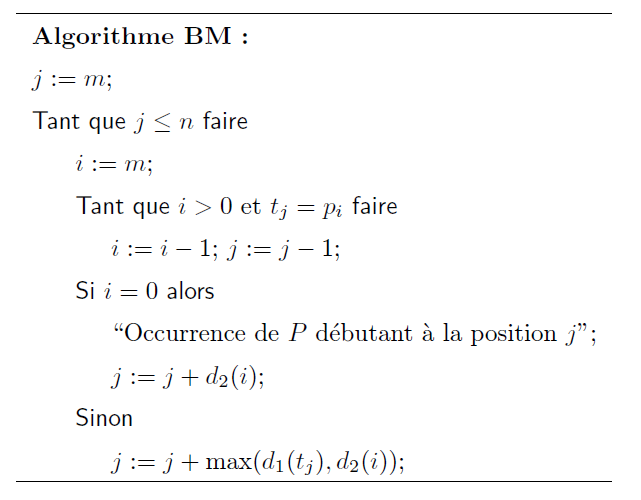 Algorithme BM :
j := m;
Tant que j ≤ n faire
i := m;
Tant que i > 0 et t_j = p_i faire
i := i − 1; j := j − 1;
Si i = 0 alors
“Occurrence de P débutant à la position j”;
j := j + d_2(i);
Sinon
j := j + max(d_1(t_j), d_2(i));